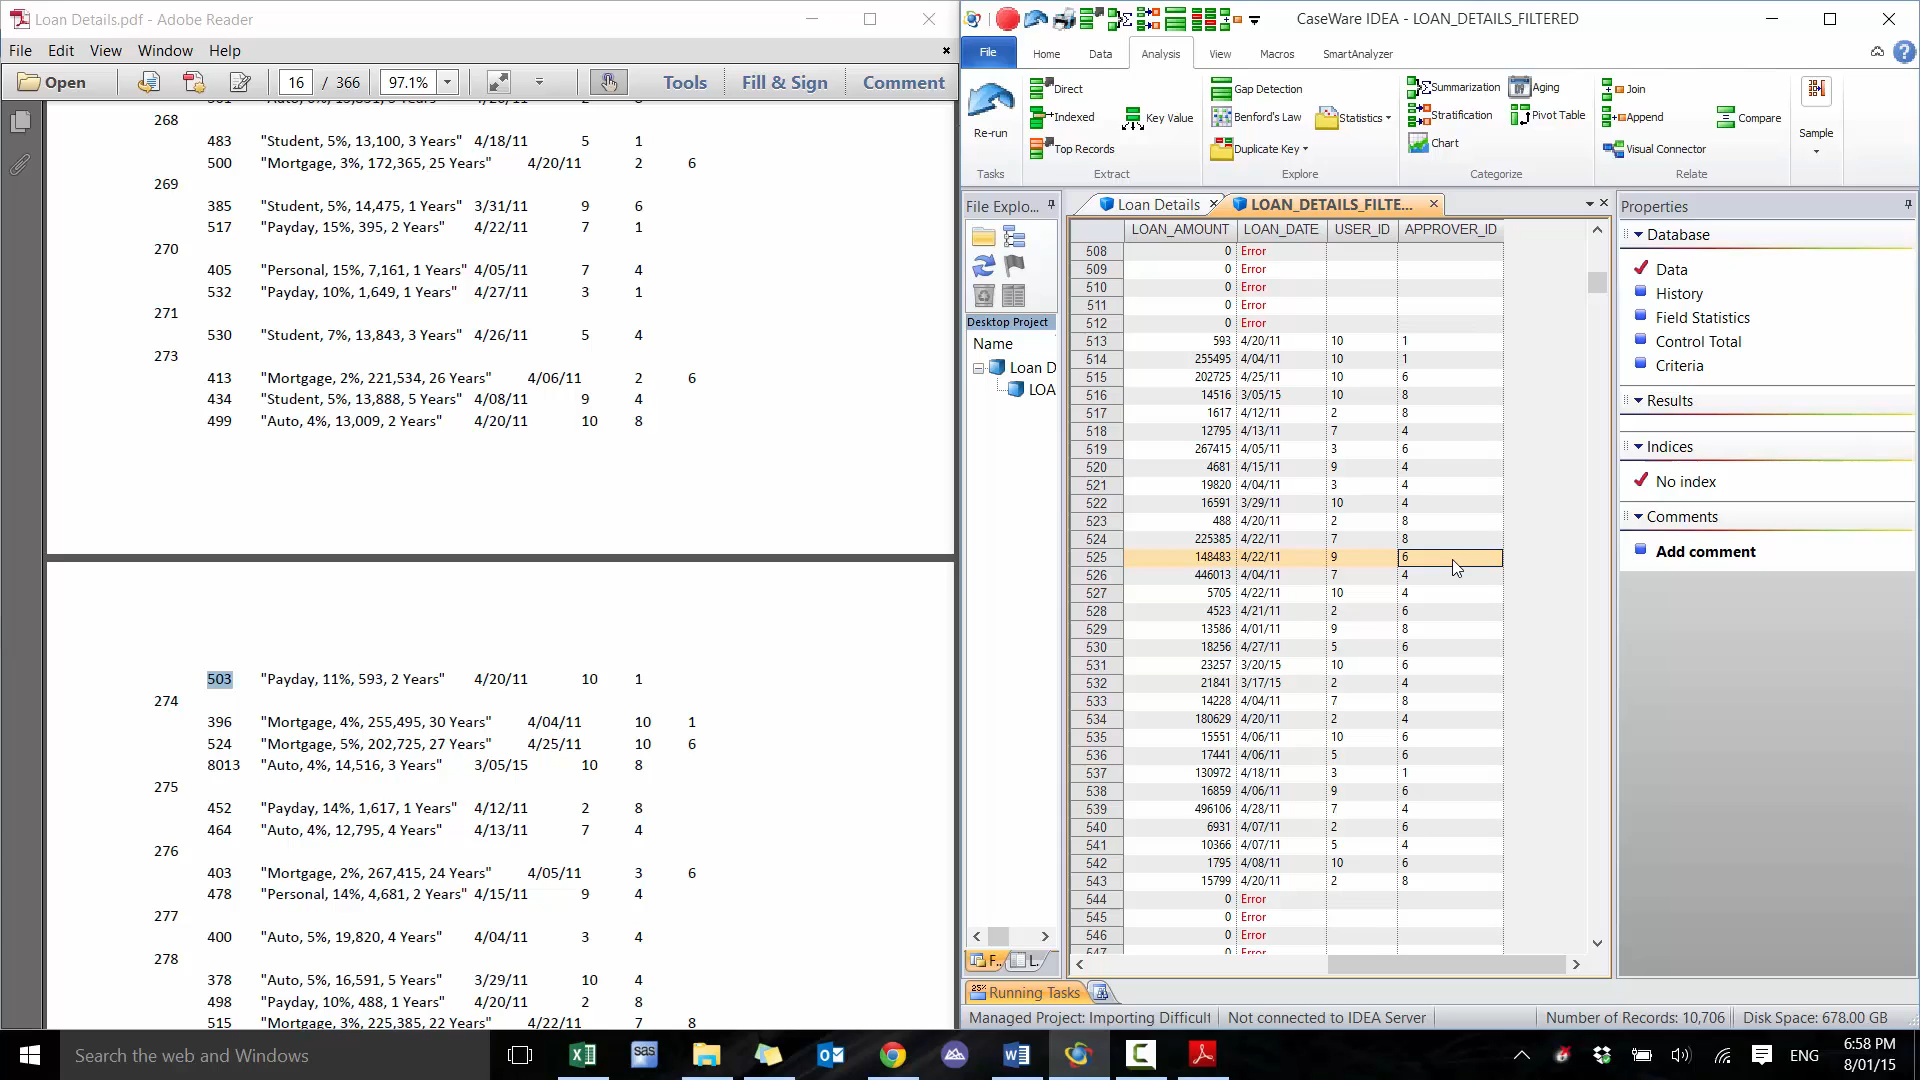 Loan Details.pdf - Adobe Reader
File Edit View Window Help
Open
16 / 366 97.1%
Tools Fill & Sign Comment
268
483 "Student, 5%, 13,100, 3 Years" 4/18/11 5 1
500 "Mortgage, 3%, 172,365, 25 Years" 4/20/11 2 6
269
385 "Student, 5%, 14,475, 1 Years" 3/31/11 9 6
517 "Payday, 15%, 395, 2 Years" 4/22/11 7 1
270
405 "Personal, 15%, 7,161, 1 Years" 4/05/11 7 4
532 "Payday, 10%, 1,649, 1 Years" 4/27/11 3 1
271
530 "Student, 7%, 13,843, 3 Years" 4/26/11 5 4
273
413 "Mortgage, 2%, 221,534, 26 Years" 4/06/11 2 6
434 "Student, 5%, 13,888, 5 Years" 4/08/11 9 4
499 "Auto, 4%, 13,009, 2 Years" 4/20/11 10 8
503 "Payday, 11%, 593, 2 Years" 4/20/11 10 1
274
396 "Mortgage, 4%, 255,495, 30 Years" 4/04/11 10 1
524 "Mortgage, 5%, 202,725, 27 Years" 4/25/11 10 6
8013 "Auto, 4%, 14,516, 3 Years" 3/05/15 10 8
275
452 "Payday, 14%, 1,617, 1 Years" 4/12/11 2 8
464 "Auto, 4%, 12,795, 4 Years" 4/13/11 7 4
276
403 "Mortgage, 2%, 267,415, 24 Years" 4/05/11 3 6
478 "Personal, 14%, 4,681, 2 Years" 4/15/11 9 4
277
400 "Auto, 5%, 19,820, 4 Years" 4/04/11 3 4
278
378 "Auto, 5%, 16,591, 5 Years" 3/29/11 10 4
498 "Payday, 10%, 488, 1 Years" 4/20/11 2 8
515 "Mortgage, 3%, 225,385, 22 Years" 4/22/11 7 8
CaseWare IDEA - LOAN_DETAILS_FILTERED
File Home Data Analysis View Macros SmartAnalyzer
Re-run
Tasks
Direct
Indexed
Top Records
Key Value
Extract
Gap Detection
Benford's Law
Duplicate Key
Statistics
Explore
Summarization
Stratification
Chart
Aging
Pivot Table
Categorize
Join
Append
Visual Connector
Compare
Relate
Sample
File Explo...
Desktop Project
Name
Loan D
LOA
F.. L.
Loan Details LOAN_DETAILS_FILTE...
LOAN_AMOUNT LOAN_DATE USER_ID APPROVER_ID
508 0 Error
509 0 Error
510 0 Error
511 0 Error
512 0 Error
513 593 4/20/11 10 1
514 255495 4/04/11 10 1
515 202725 4/25/11 10 6
516 14516 3/05/15 10 8
517 1617 4/12/11 2 8
518 12795 4/13/11 7 4
519 267415 4/05/11 3 6
520 4681 4/15/11 9 4
521 19820 4/04/11 3 4
522 16591 3/29/11 10 4
523 488 4/20/11 2 8
524 225385 4/22/11 7 8
525 148483 4/22/11 9 6
526 446013 4/04/11 7 4
527 5705 4/22/11 10 4
528 4523 4/21/11 2 6
529 13586 4/01/11 9 8
530 18256 4/27/11 5 6
531 23257 3/20/15 10 6
532 21841 3/17/15 2 4
533 14228 4/04/11 7 8
534 180629 4/20/11 2 4
535 15551 4/06/11 10 6
536 17441 4/06/11 5 6
537 130972 4/18/11 3 1
538 16859 4/06/11 9 6
539 496106 4/28/11 7 4
540 6931 4/07/11 2 6
541 10366 4/07/11 5 4
542 1795 4/08/11 10 6
543 15799 4/20/11 2 8
544 0 Error
545 0 Error
546 0 Error
547 0 Error
Properties
Database
Data
History
Field Statistics
Control Total
Criteria
Results
Indices
No index
Comments
Add comment
Running Tasks
Managed Project: Importing Difficult Not connected to IDEA Server Number of Records: 10,706 Disk Space: 678.00 GB
Search the web and Windows
sas
ENG
6:58 PM
8/01/15